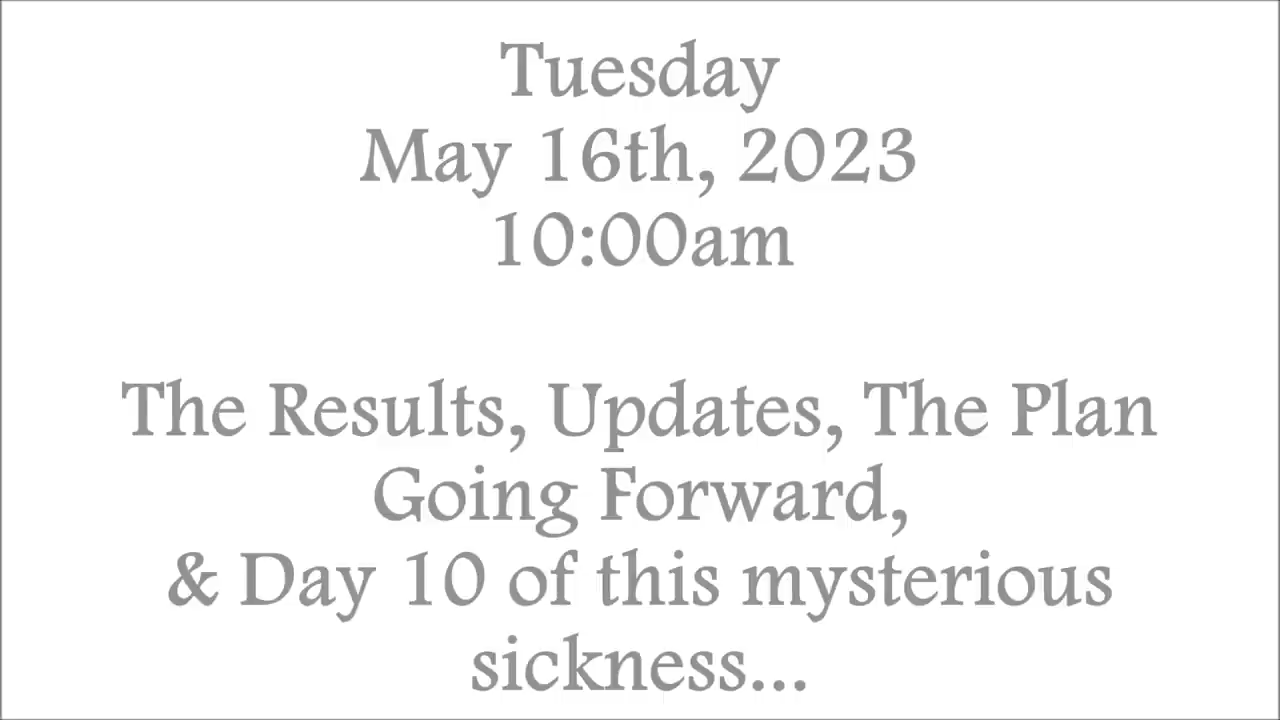 Tuesday
May 16th, 2023
10:00am
The Results, Updates, The Plan
Going Forward,
& Day 10 of this mysterious
sickness...